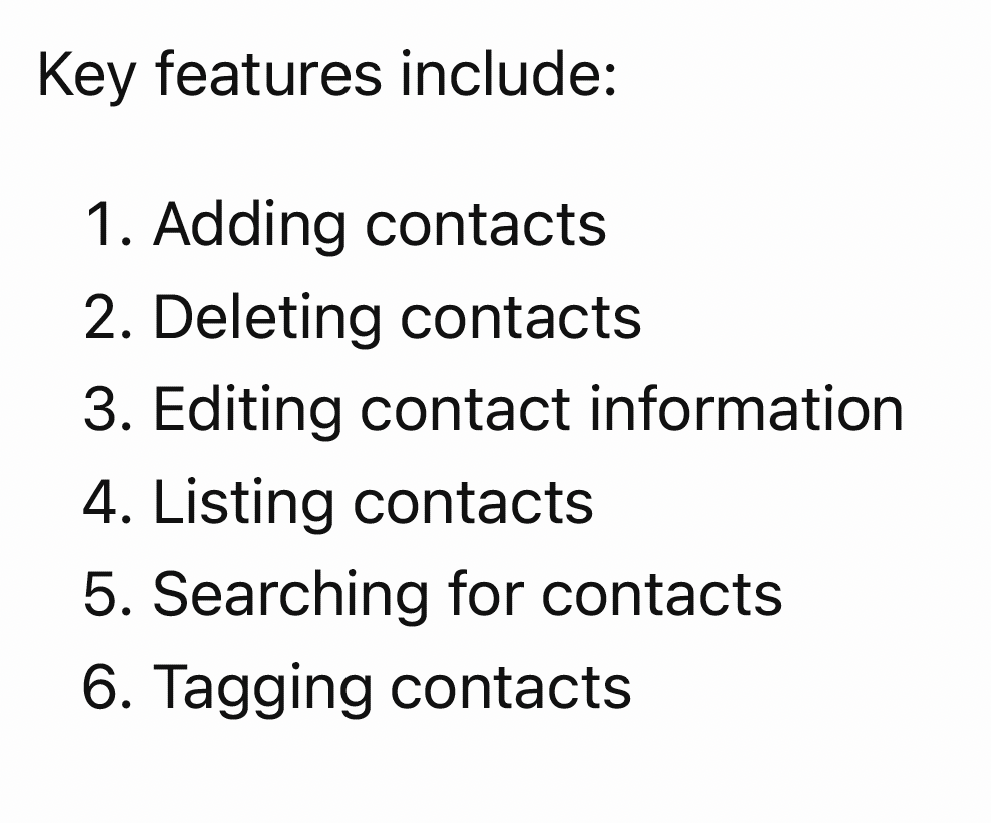 Key features include:
1. Adding contacts
2. Deleting contacts
3. Editing contact information
4. Listing contacts
5. Searching for contacts
6. Tagging contacts